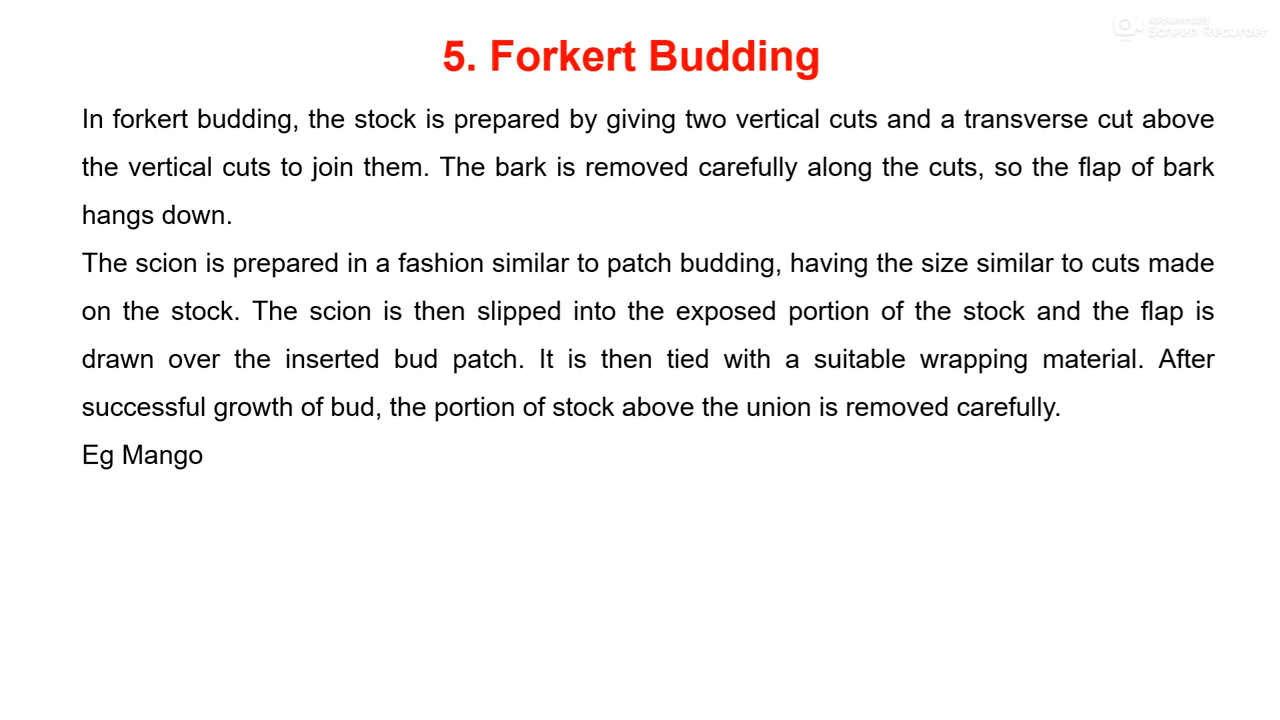 Apowersoft
Screen Recorder
5. Forkert Budding
In forkert budding, the stock is prepared by giving two vertical cuts and a transverse cut above
the vertical cuts to join them. The bark is removed carefully along the cuts, so the flap of bark
hangs down.
The scion is prepared in a fashion similar to patch budding, having the size similar to cuts made
on the stock. The scion is then slipped into the exposed portion of the stock and the flap is
drawn over the inserted bud patch. It is then tied with a suitable wrapping material. After
successful growth of bud, the portion of stock above the union is removed carefully.
Eg Mango